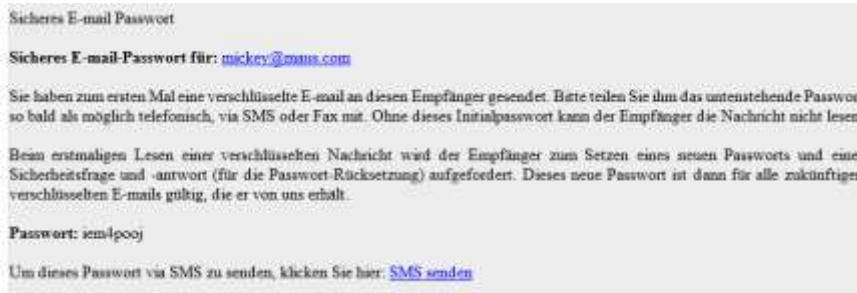 Sicheres E-mail Passwort
Sicheres E-mail-Passwort für: mickey@maus.com
Sie haben zum ersten Mal eine verschlüsselte E-mail an diesen Empfänger gesendet. Bitte teilen Sie ihm das untenstehende Passwor
so bald als möglich telefonisch, via SMS oder Fax mit. Ohne dieses Initialpasswort kann der Empfänger die Nachricht nicht lesen
Beim erstmaligen Lesen einer verschlüsselten Nachricht wird der Empfänger zum Setzen eines neuen Passworts und eine
Sicherheitsfrage und -antwort (für die Passwort-Rücksetzung) aufgefordert. Dieses neue Passwort ist dann für alle zukünftige
verschlüsselten E-mails gültig, die er von uns erhält.
Passwort: iem4pooj
Um dieses Passwort via SMS zu senden, klicken Sie hier: SMS senden